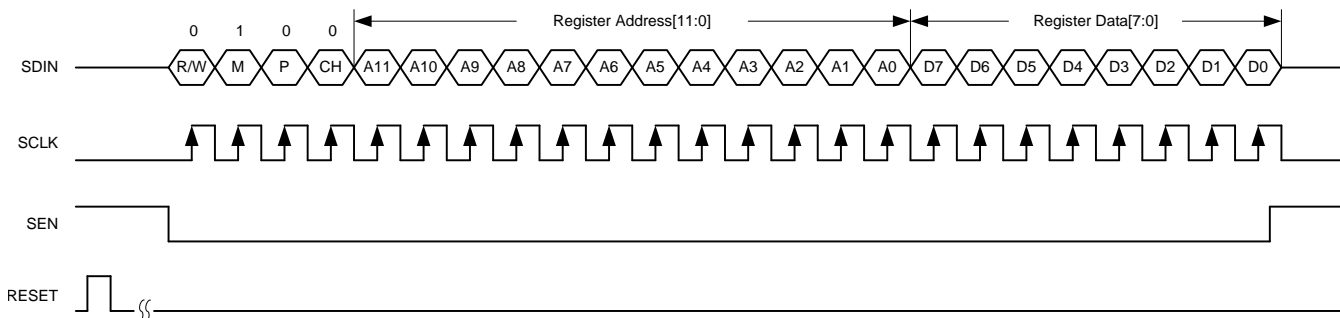 Register Address[11:0] Register Data[7:0]
0 1 0 0
SDIN R/W M P CH A11 A10 A9 A8 A7 A6 A5 A4 A3 A2 A1 A0 D7 D6 D5 D4 D3 D2 D1 D0
SCLK
SEN
RESET